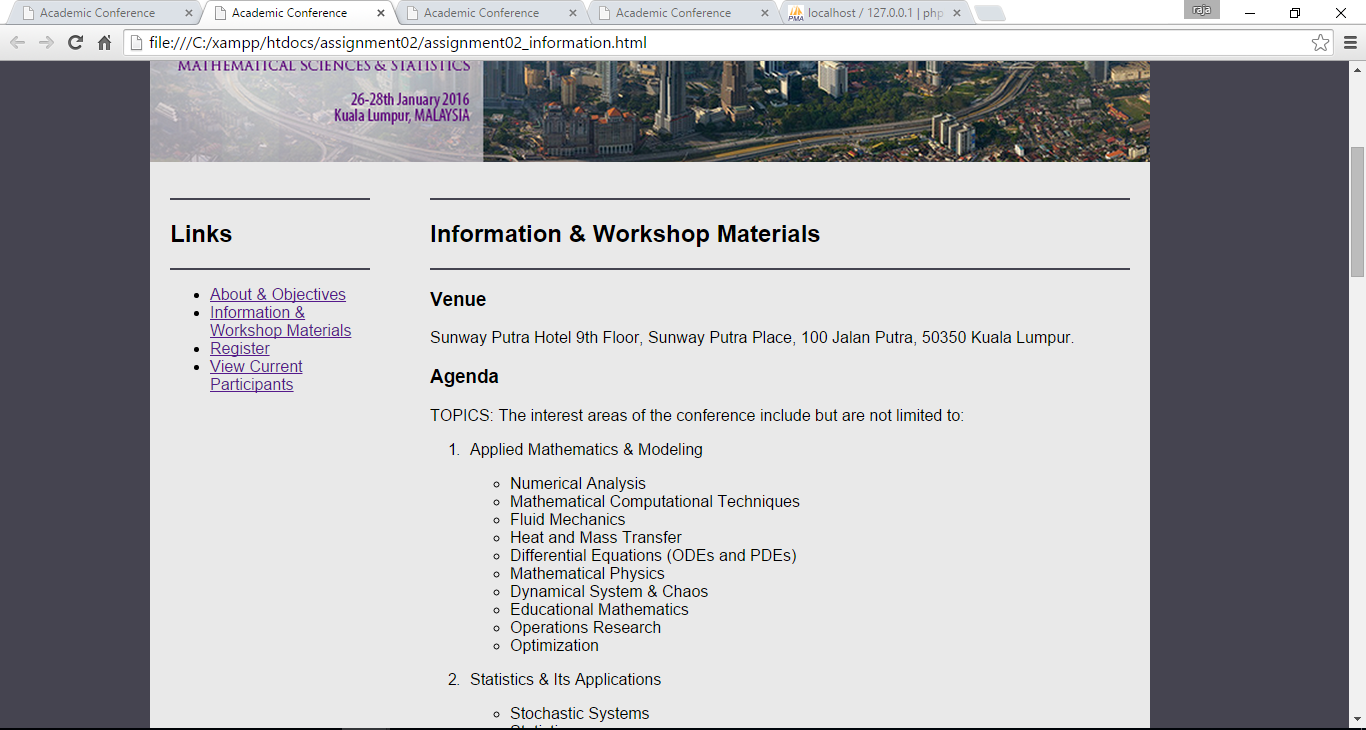 Academic Conference
Academic Conference
Academic Conference
Academic Conference
PMA
localhost / 127.0.0.1 | php
raja
file:///C:/xampp/htdocs/assignment02/assignment02_information.html
MATHEMATICAL SCIENCES & STATISTICS
26-28th January 2016
Kuala Lumpur, MALAYSIA
Links
About & Objectives
Information &
Workshop Materials
Register
View Current
Participants
Information & Workshop Materials
Venue
Sunway Putra Hotel 9th Floor, Sunway Putra Place, 100 Jalan Putra, 50350 Kuala Lumpur.
Agenda
TOPICS: The interest areas of the conference include but are not limited to:
1. Applied Mathematics & Modeling
Numerical Analysis
Mathematical Computational Techniques
Fluid Mechanics
Heat and Mass Transfer
Differential Equations (ODEs and PDEs)
Mathematical Physics
Dynamical System & Chaos
Educational Mathematics
Operations Research
Optimization
2. Statistics & Its Applications
Stochastic Systems